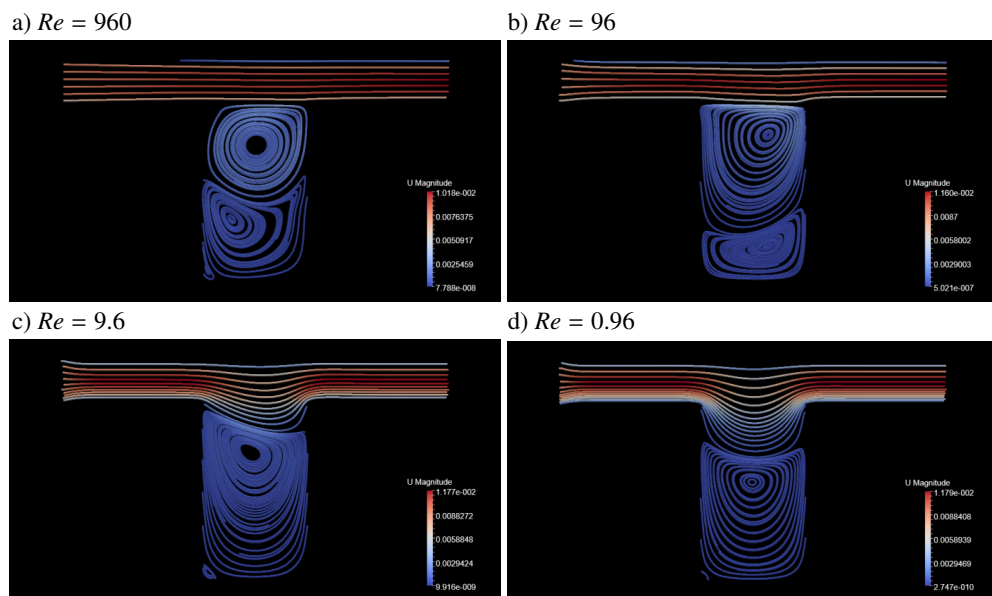 a) Re = 960
U Magnitude
1.018e-002
0.0076375
0.0050917
0.0025459
7.788e-008
b) Re = 96
U Magnitude
1.160e-002
0.0087
0.0058002
0.0029003
5.021e-007
c) Re = 9.6
U Magnitude
1.177e-002
0.0088272
0.0058848
0.0029424
9.916e-009
d) Re = 0.96
U Magnitude
1.179e-002
0.0088408
0.0058939
0.0029469
2.747e-010